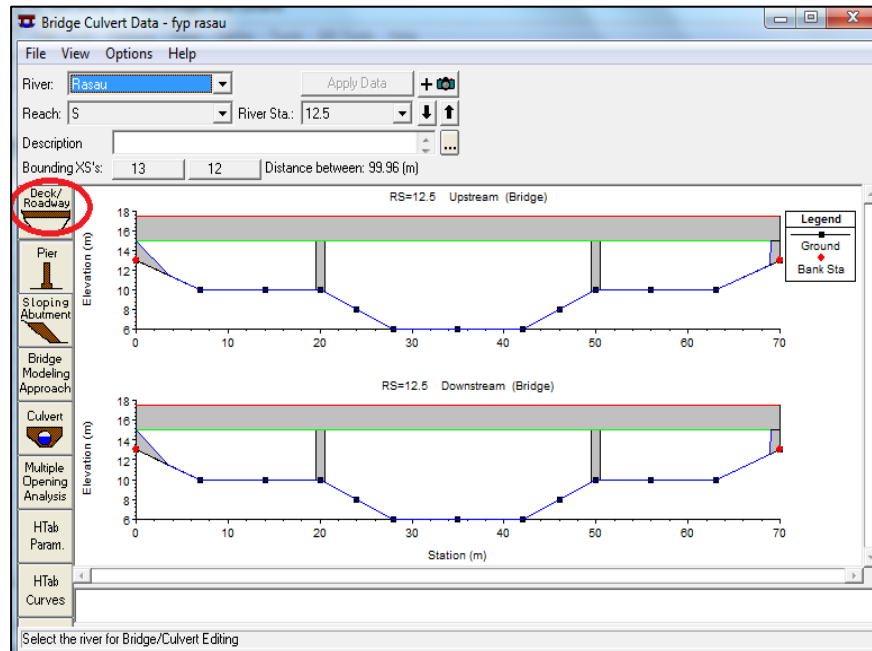 Bridge Culvert Data - fyp rasau
File View Options Help
River: Rasau Apply Data +
Reach: S River Sta.: 12.5
Description ...
Bounding XS's: 13 12 Distance between: 99.96 (m)
Deck/
Roadway
Pier
Sloping
Abutment
Bridge
Modeling
Approach
Culvert
Multiple
Opening
Analysis
HTab
Param.
HTab
Curves
RS=12.5 Upstream (Bridge)
Elevation (m)
18
16
14
12
10
8
6
0 10 20 30 40 50 60 70
Legend
Ground
Bank Sta
RS=12.5 Downstream (Bridge)
Elevation (m)
18
16
14
12
10
8
6
0 10 20 30 40 50 60 70
Station (m)
Select the river for Bridge/Culvert Editing